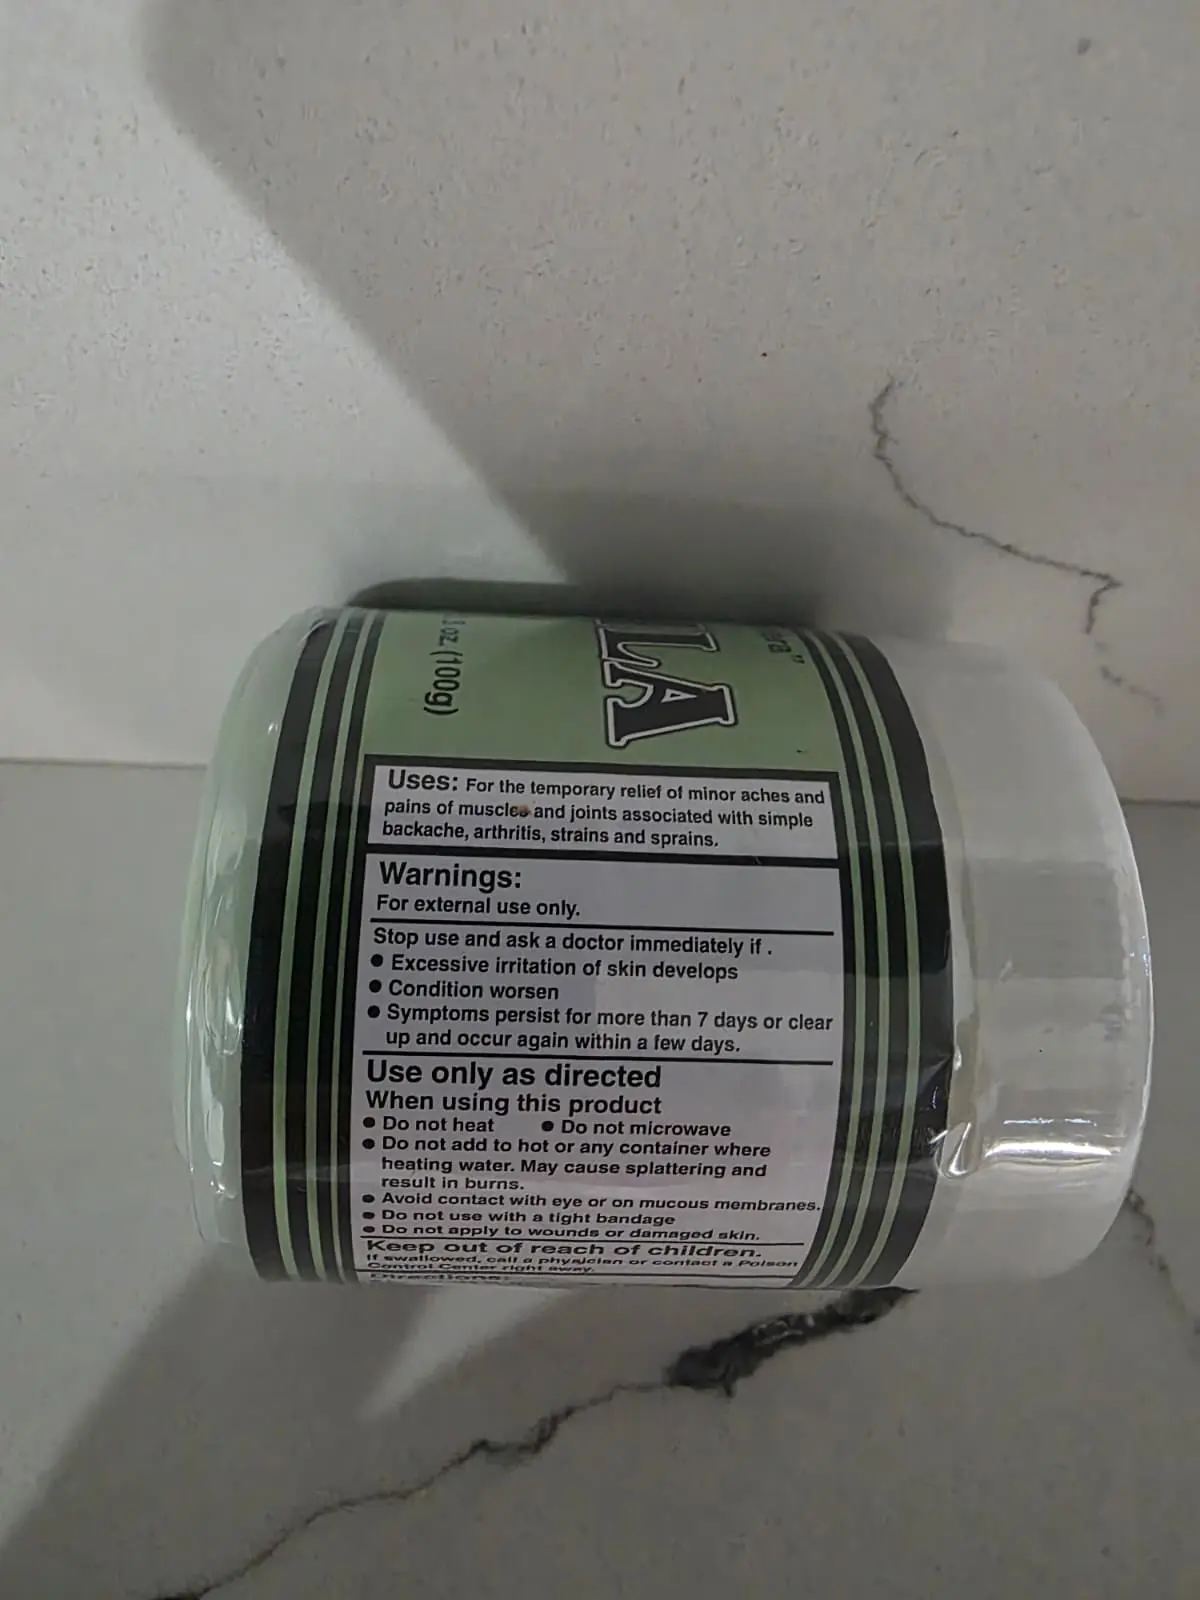 oz. (100g)
LA
Uses: For the temporary relief of minor aches and
pains of muscles and joints associated with simple
backache, arthritis, strains and sprains.
Warnings:
For external use only.
Stop use and ask a doctor immediately if .
● Excessive irritation of skin develops
● Condition worsen
● Symptoms persist for more than 7 days or clear
up and occur again within a few days.
Use only as directed
When using this product
● Do not heat ● Do not microwave
● Do not add to hot or any container where
heating water. May cause splattering and
result in burns.
● Avoid contact with eye or on mucous membranes.
● Do not use with a tight bandage
● Do not apply to wounds or damaged skin.
Keep out of reach of children.
If swallowed, call a physician or contact a Poison
Control Center right away.
Directions: